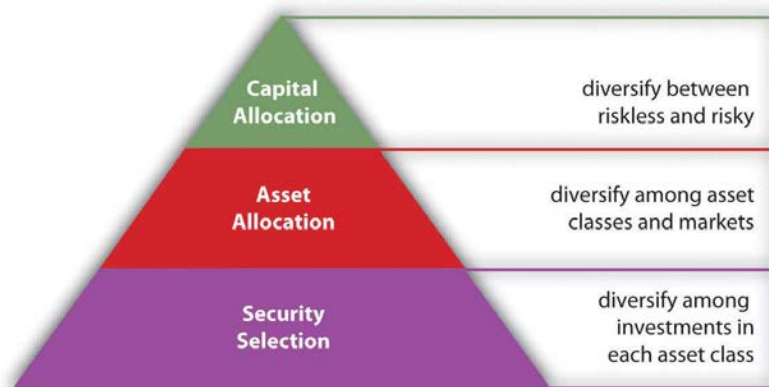 Capital
Allocation
diversify between
riskless and risky
Asset
Allocation
diversify among asset
classes and markets
Security
Selection
diversify among
investments in
each asset class